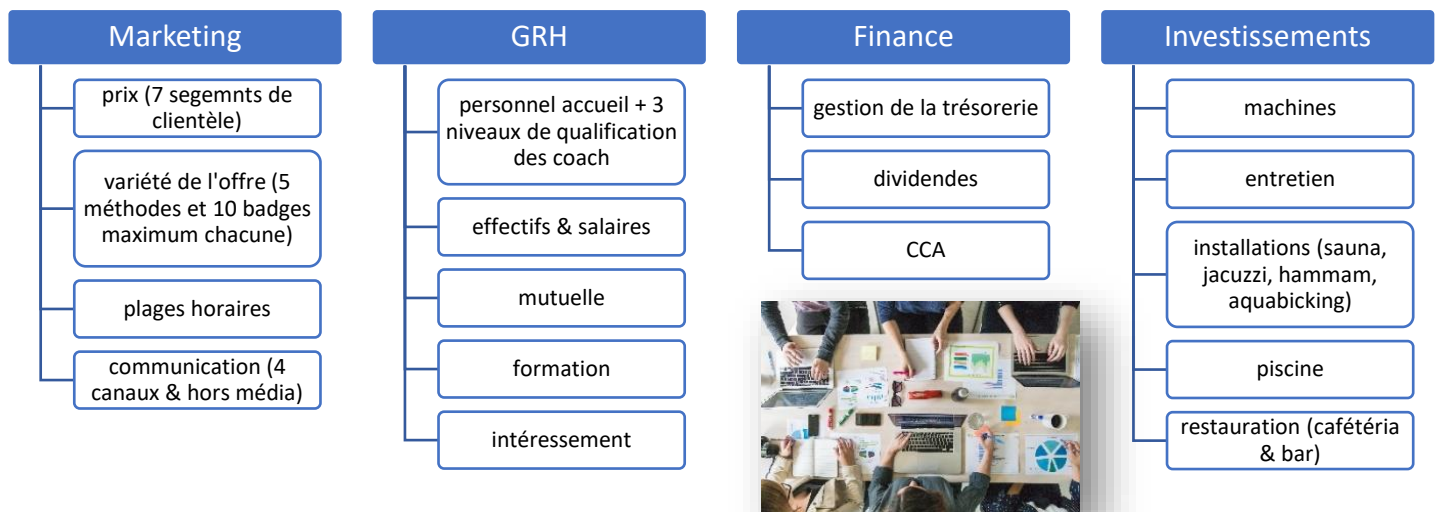 Marketing
prix (7 segemnts de
clientèle)
variété de l'offre (5
méthodes et 10 badges
maximum chacune)
plages horaires
communication (4
canaux & hors média)
GRH
personnel accueil + 3
niveaux de qualification
des coach
effectifs & salaires
mutuelle
formation
intéressement
Finance
gestion de la trésorerie
dividendes
CCA
Investissements
machines
entretien
installations (sauna,
jacuzzi, hammam,
aquabicking)
piscine
restauration (cafétéria
& bar)